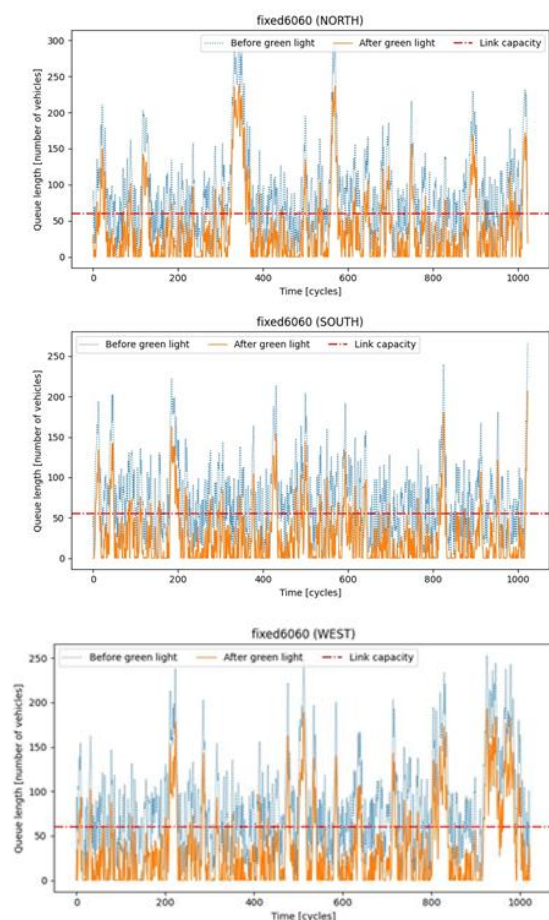 fixed6060 (NORTH)
300
Before green light After green light Link capacity
250
200
150
100
50
0
Queue length [number of vehicles]
0 200 400 600 800 1000
Time [cycles]
fixed6060 (SOUTH)
Before green light After green light Link capacity
250
200
150
100
50
0
Queue length [number of vehicles]
0 200 400 600 800 1000
Time [cycles]
fixed6060 (WEST)
Before green light After green light Link capacity
250
200
150
100
50
0
Queue length [number of vehicles]
0 200 400 600 800 1000
Time [cycles]